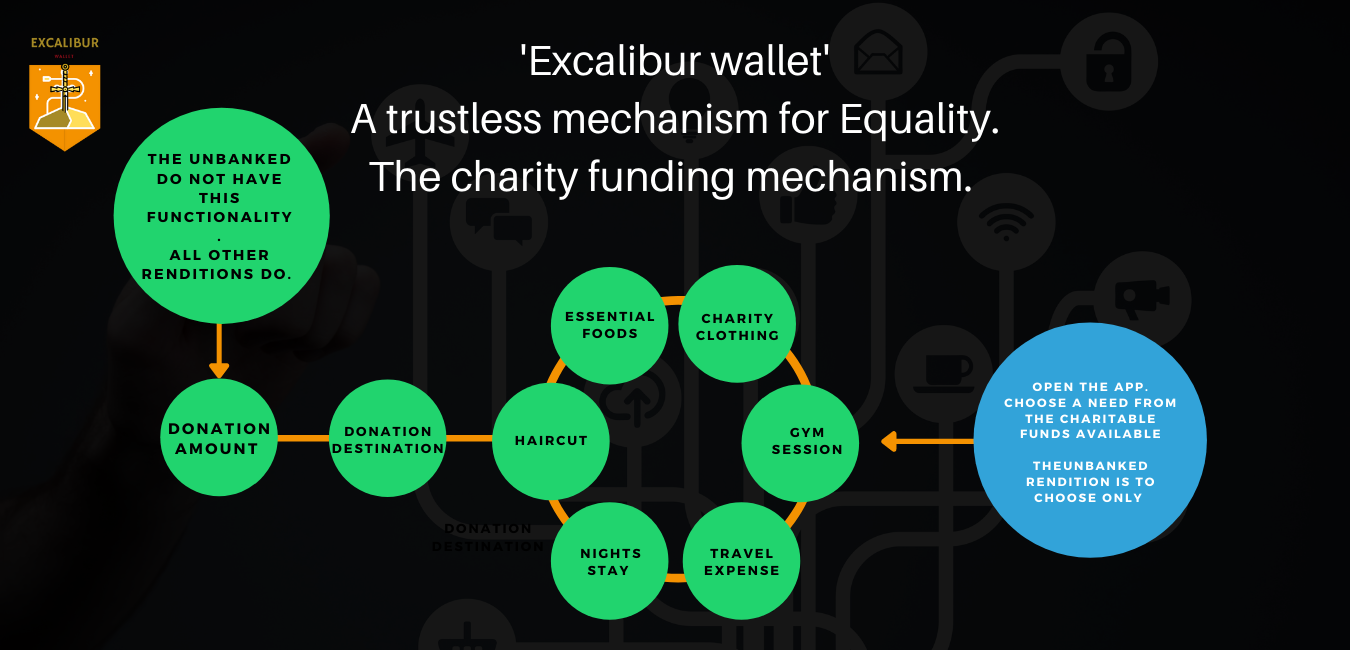 EXCALIBUR
WALLET
'Excalibur wallet'
A trustless mechanism for Equality.
The charity funding mechanism.
THE UNBANKED
DO NOT HAVE
THIS
FUNCTIONALITY
.
ALL OTHER
RENDITIONS DO.
ESSENTIAL
FOODS
CHARITY
CLOTHING
DONATION
AMOUNT
DONATION
DESTINATION
HAIRCUT
GYM
SESSION
OPEN THE APP.
CHOOSE A NEED FROM
THE CHARITABLE
FUNDS AVAILABLE
THEUNBANKED
RENDITION IS TO
CHOOSE ONLY
DONATION
DESTINATION
NIGHTS
STAY
TRAVEL
EXPENSE